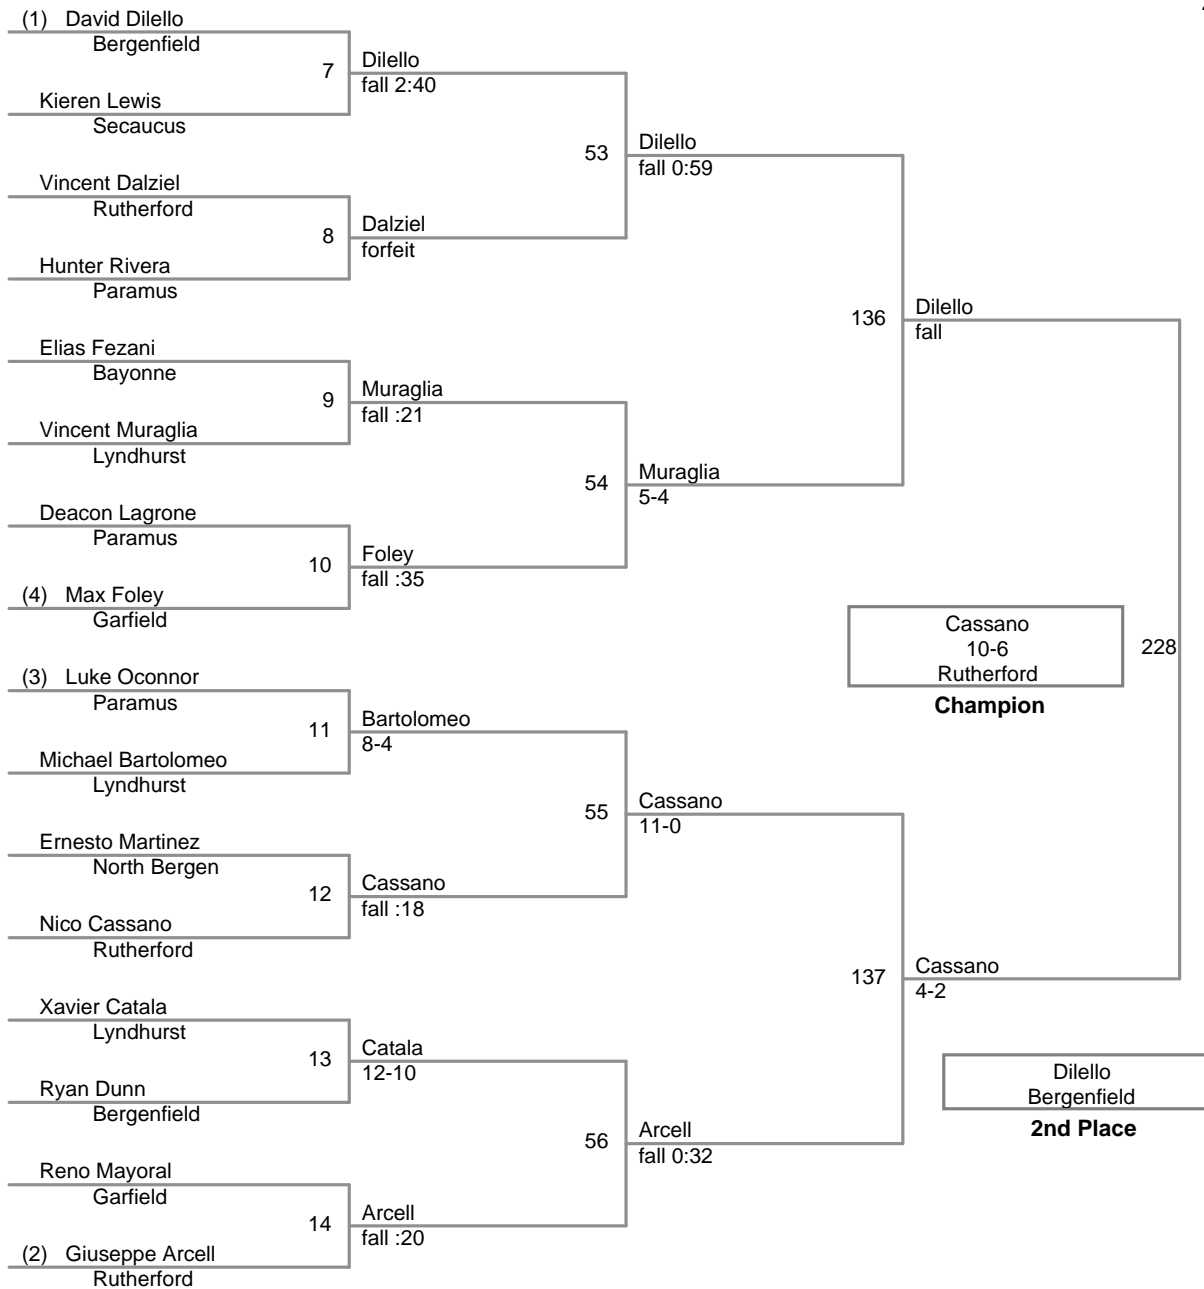 (1) David Dilello
Bergenfield
7
Dilello
fall 2:40
Kieren Lewis
Secaucus
53
Dilello
fall 0:59
Vincent Dalziel
Rutherford
8
Dalziel
forfeit
Hunter Rivera
Paramus
136
Dilello
fall
Elias Fezani
Bayonne
9
Muraglia
fall :21
Vincent Muraglia
Lyndhurst
54
Muraglia
5-4
Deacon Lagrone
Paramus
10
Foley
fall :35
(4) Max Foley
Garfield
Cassano
10-6
Rutherford
Champion
228
(3) Luke Oconnor
Paramus
11
Bartolomeo
8-4
Michael Bartolomeo
Lyndhurst
55
Cassano
11-0
Ernesto Martinez
North Bergen
12
Cassano
fall :18
Nico Cassano
Rutherford
137
Cassano
4-2
Xavier Catala
Lyndhurst
13
Catala
12-10
Ryan Dunn
Bergenfield
56
Arcell
fall 0:32
Dilello
Bergenfield
2nd Place
Reno Mayoral
Garfield
14
Arcell
fall :20
(2) Giuseppe Arcell
Rutherford